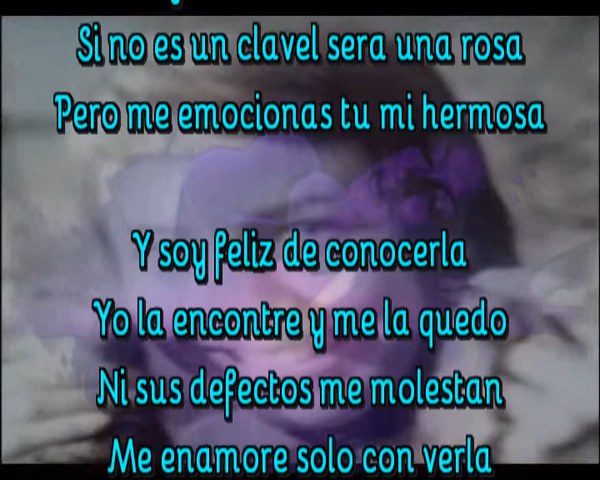 Si no es un clavel sera una rosa
Pero me emocionas tu mi hermosa
Y soy feliz de conocerla
Yo la encontre y me la quedo
Ni sus defectos me molestan
Me enamore solo con verla